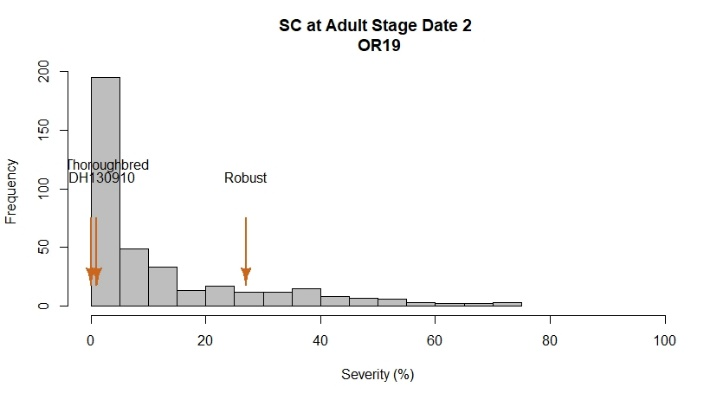 SC at Adult Stage Date 2
OR19
200
150
100
50
0
Frequency
Thoroughbred
DH130910
Robust
0 20 40 60 80 100
Severity (%)